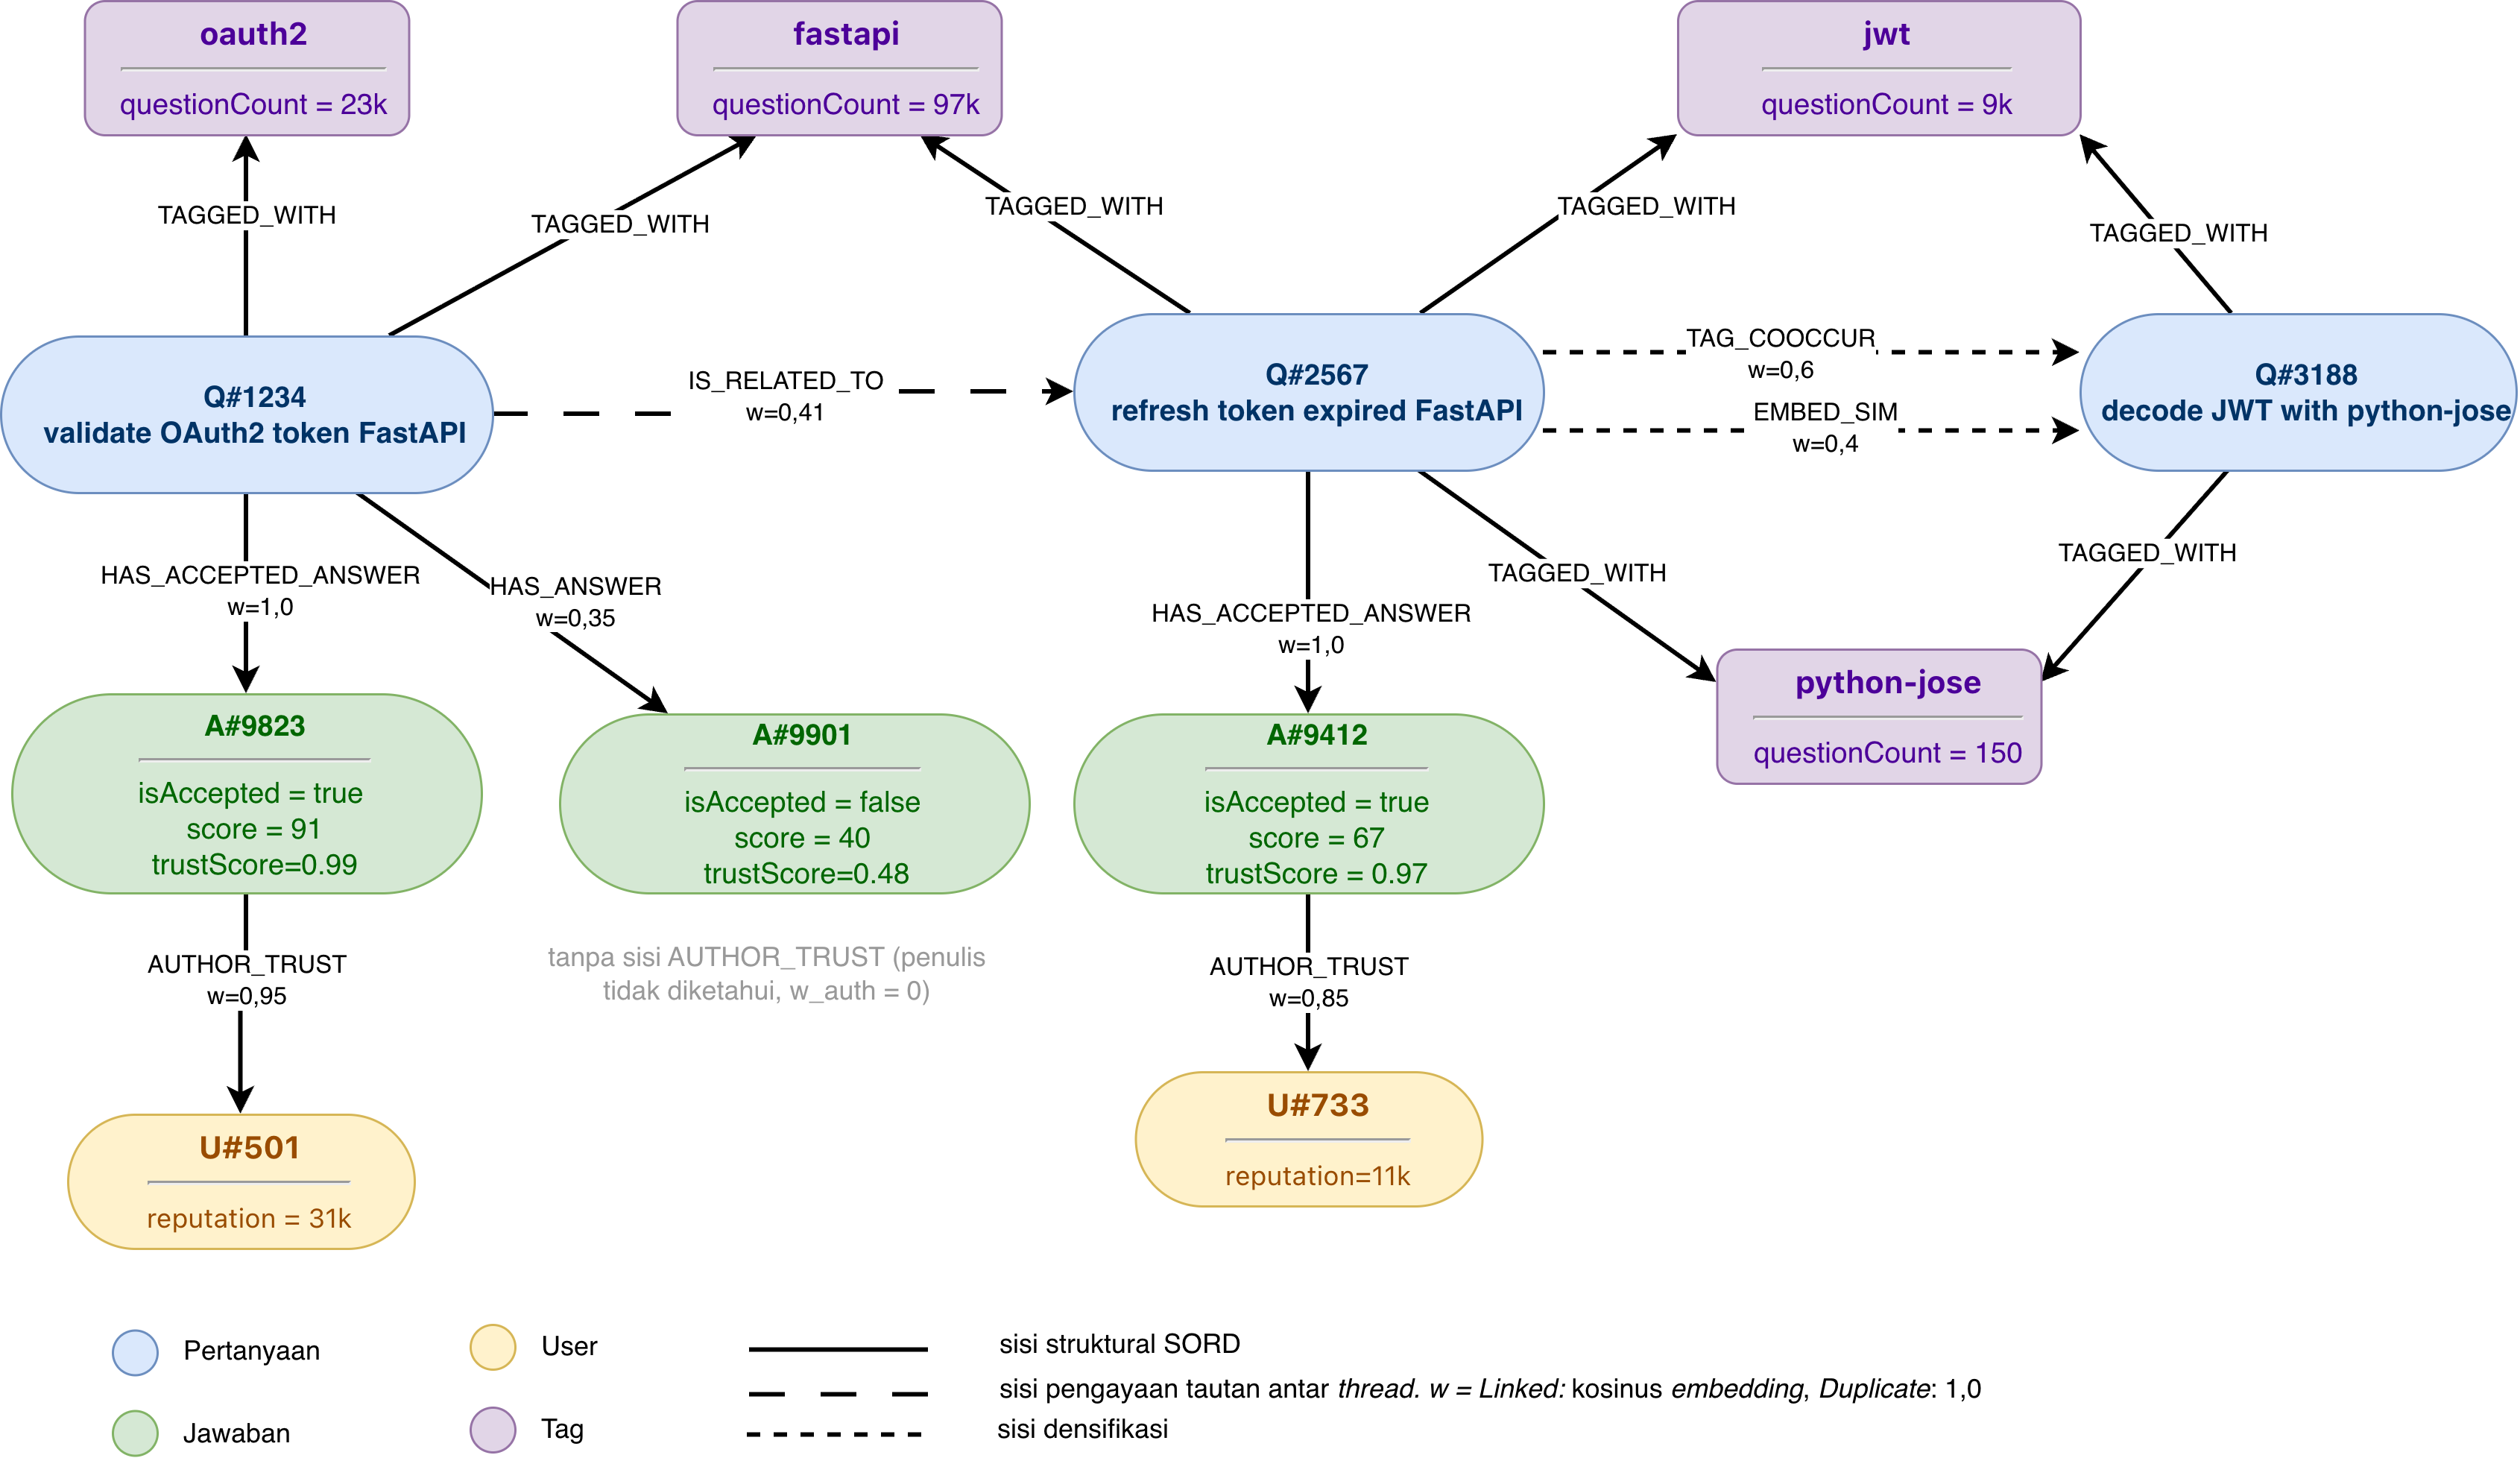 oauth2
questionCount = 23k
fastapi
questionCount = 97k
jwt
questionCount = 9k
TAGGED_WITH
TAGGED_WITH
TAGGED_WITH
TAGGED_WITH
TAGGED_WITH
Q#1234
validate OAuth2 token FastAPI
IS_RELATED_TO
w=0,41
Q#2567
refresh token expired FastAPI
TAG_COOCCUR
w=0,6
EMBED_SIM
w=0,4
Q#3188
decode JWT with python-jose
HAS_ACCEPTED_ANSWER
w=1,0
HAS_ANSWER
w=0,35
HAS_ACCEPTED_ANSWER
w=1,0
TAGGED_WITH
TAGGED_WITH
python-jose
questionCount = 150
A#9823
isAccepted = true
score = 91
trustScore=0.99
A#9901
isAccepted = false
score = 40
trustScore=0.48
A#9412
isAccepted = true
score = 67
trustScore = 0.97
AUTHOR_TRUST
w=0,95
tanpa sisi AUTHOR_TRUST (penulis
tidak diketahui, w_auth = 0)
AUTHOR_TRUST
w=0,85
U#501
reputation = 31k
U#733
reputation=11k
Pertanyaan
Jawaban
User
Tag
sisi struktural SORD
sisi pengayaan tautan antar thread. w = Linked: kosinus embedding, Duplicate: 1,0
sisi densifikasi